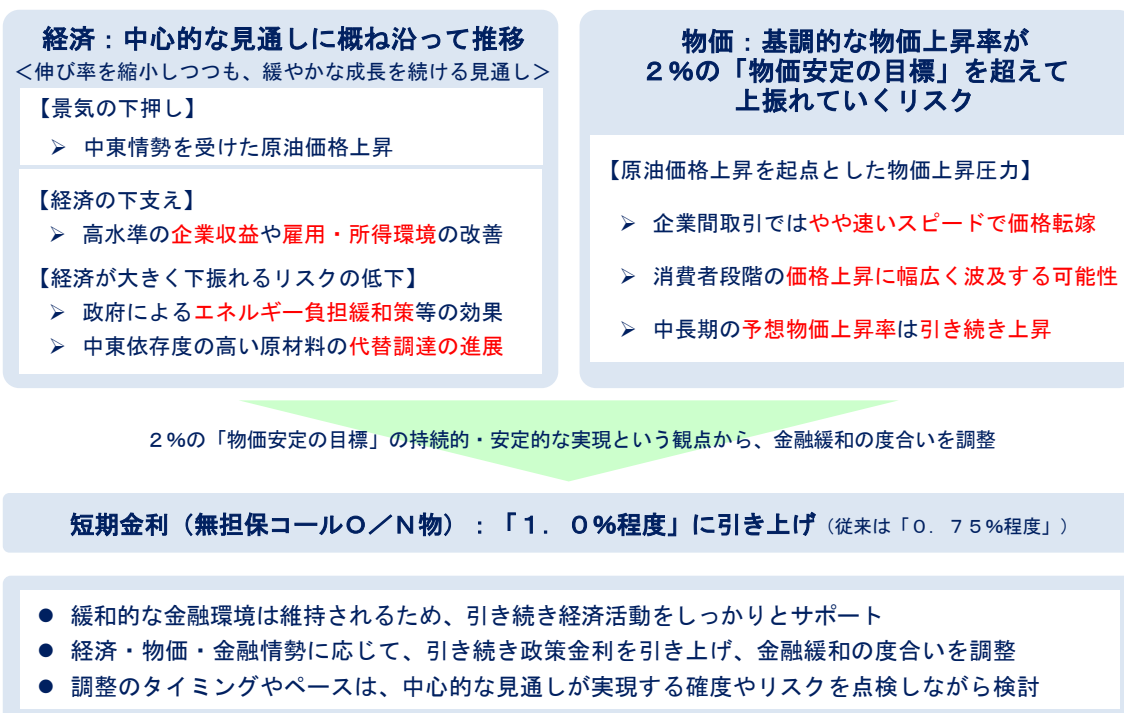 経済：中心的な見通しに概ね沿って推移
＜伸び率を縮小しつつも、緩やかな成長を続ける見通し＞
【景気の下押し】
➢ 中東情勢を受けた原油価格上昇
【経済の下支え】
➢ 高水準の企業収益や雇用・所得環境の改善
【経済が大きく下振れるリスクの低下】
➢ 政府によるエネルギー負担緩和策等の効果
➢ 中東依存度の高い原材料の代替調達の進展
物価：基調的な物価上昇率が
２％の「物価安定の目標」を超えて
上振れていくリスク
【原油価格上昇を起点とした物価上昇圧力】
➢ 企業間取引ではやや速いスピードで価格転嫁
➢ 消費者段階の価格上昇に幅広く波及する可能性
➢ 中長期の予想物価上昇率は引き続き上昇
２％の「物価安定の目標」の持続的・安定的な実現という観点から、金融緩和の度合いを調整
短期金利（無担保コールＯ／Ｎ物）：「１．０％程度」に引き上げ（従来は「０．７５％程度」）
● 緩和的な金融環境は維持されるため、引き続き経済活動をしっかりとサポート
● 経済・物価・金融情勢に応じて、引き続き政策金利を引き上げ、金融緩和の度合いを調整
● 調整のタイミングやペースは、中心的な見通しが実現する確度やリスクを点検しながら検討